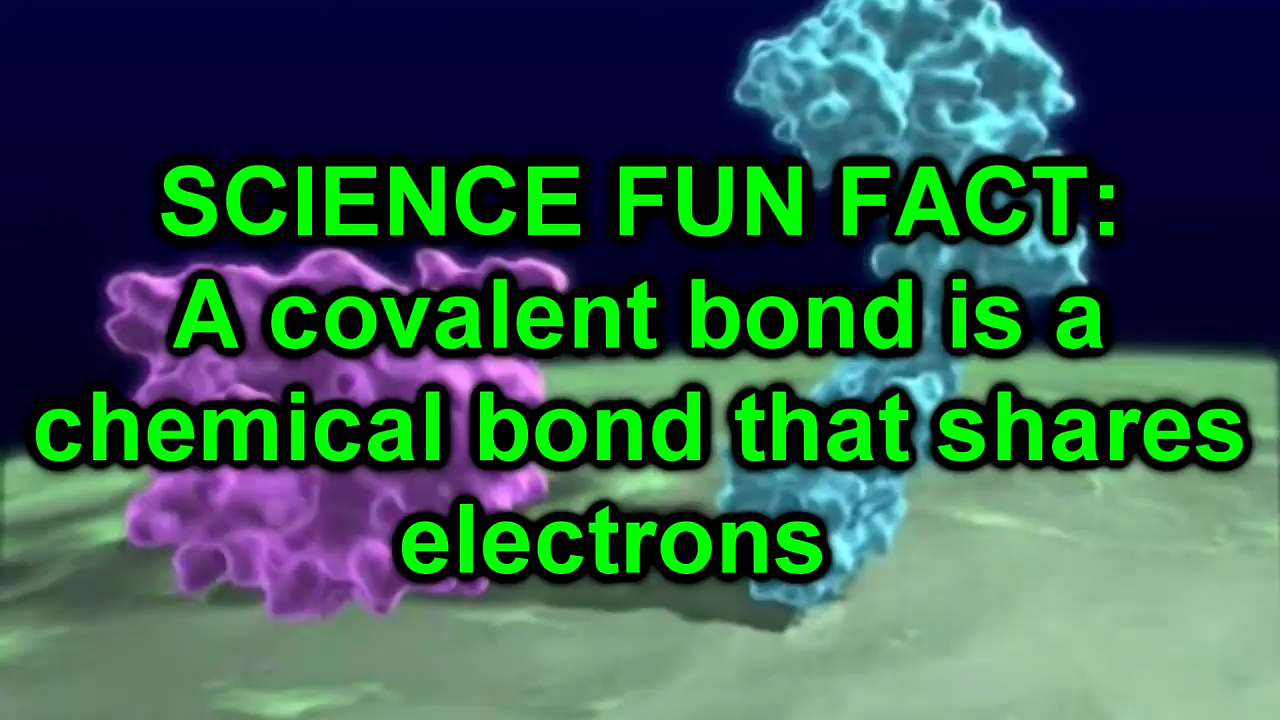 SCIENCE FUN FACT:
A covalent bond is a
chemical bond that shares
electrons